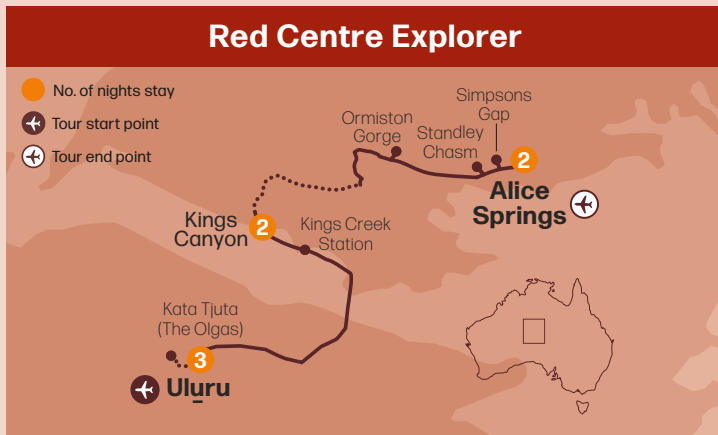 Red Centre Explorer
No. of nights stay
Tour start point
Tour end point
Simpsons
Gap
Ormiston
Gorge
Standley
Chasm
2
Alice
Springs
Kings
Canyon
2
Kings Creek
Station
Kata Tjuta
(The Olgas)
3
Uluṟu